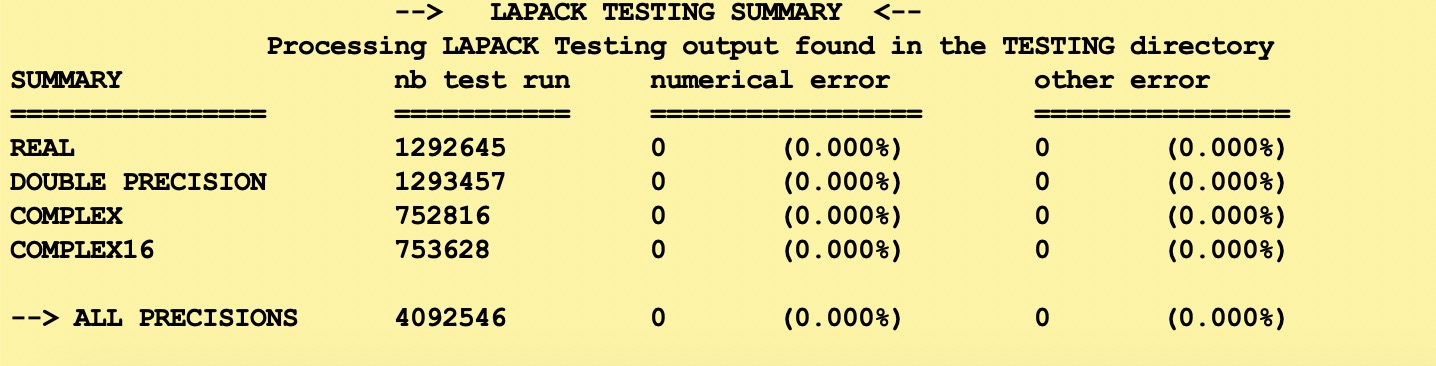 --> LAPACK TESTING SUMMARY <--
Processing LAPACK Testing output found in the TESTING directory
SUMMARY nb test run numerical error other error
================ =========== ================= ================
REAL 1292645 0 (0.000%) 0 (0.000%)
DOUBLE PRECISION 1293457 0 (0.000%) 0 (0.000%)
COMPLEX 752816 0 (0.000%) 0 (0.000%)
COMPLEX16 753628 0 (0.000%) 0 (0.000%)
--> ALL PRECISIONS 4092546 0 (0.000%) 0 (0.000%)